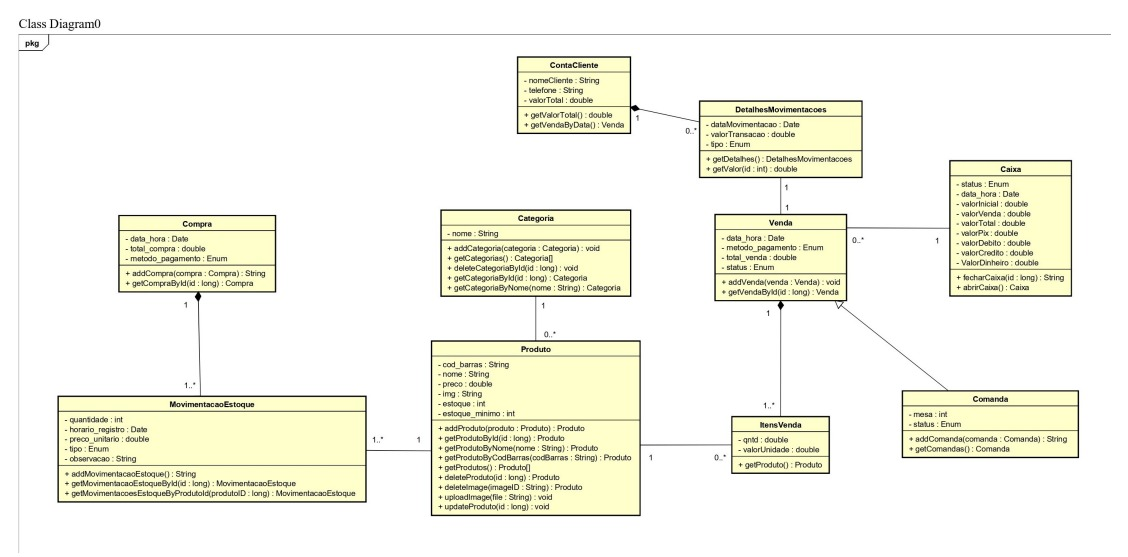 Class Diagram0
pkg
ContaCliente
- nomeCliente : String
- telefone : String
- valorTotal : double
+ getValorTotal() : double
+ getVendaByData() : Venda
1
0..*
DetalhesMovimentacoes
- dataMovimentacao : Date
- valorTransacao : double
- tipo : Enum
+ getDetalhes() : DetalhesMovimentacoes
+ getValor(id : int) : double
1
1
Caixa
- status : Enum
- data_hora : Date
- valorInicial : double
- valorVenda : double
- valorTotal : double
- valorPix : double
- valorDebito : double
- valorCredito : double
- ValorDinheiro : double
+ fecharCaixa(id : long) : String
+ abrirCaixa() : Caixa
Compra
- data_hora : Date
- total_compra : double
- metodo_pagamento : Enum
+ addCompra(compra : Compra) : String
+ getCompraById(id : long) : Compra
1
1..*
Categoria
- nome : String
+ addCategoria(categoria : Categoria) : void
+ getCategorias() : Categoria[]
+ deleteCategoriaById(id : long) : void
+ getCategoriaById(id : long) : Categoria
+ getCategoriaByNome(nome : String) : Categoria
1
0..*
Venda
- data_hora : Date
- metodo_pagamento : Enum
- total_venda : double
- status : Enum
+ addVenda(venda : Venda) : void
+ getVendaById(id : long) : Venda
0..*
1
1
1..*
Produto
- cod_barras : String
- nome : String
- preco : double
- img : String
- estoque : int
- estoque_minimo : int
+ addProduto(produto : Produto) : Produto
+ getProdutoById(id : long) : Produto
+ getProdutoByNome(nome : String) : Produto
+ getProdutoByCodBarras(codBarras : String) : Produto
+ getProdutos() : Produto[]
+ deleteProduto(id : long) : Produto
+ deleteImage(imageID : String) : Produto
+ uploadImage(file : String) : void
+ updateProduto(id : long) : void
MovimentacaoEstoque
- quantidade : int
- horario_registro : Date
- preco_unitario : double
- tipo : Enum
- observacao : String
+ addMovimentacaoEstoque() : String
+ getMovimentacaoEstoqueById(id : long) : MovimentacaoEstoque
+ getMovimentacoesEstoqueByProdutoId(produtoID : long) : MovimentacaoEstoque
1..*
1
1
0..*
ItensVenda
- qntd : double
- valorUnidade : double
+ getProduto() : Produto
Comanda
- mesa : int
- status : Enum
+ addComanda(comanda : Comanda) : String
+ getComandas() : Comanda